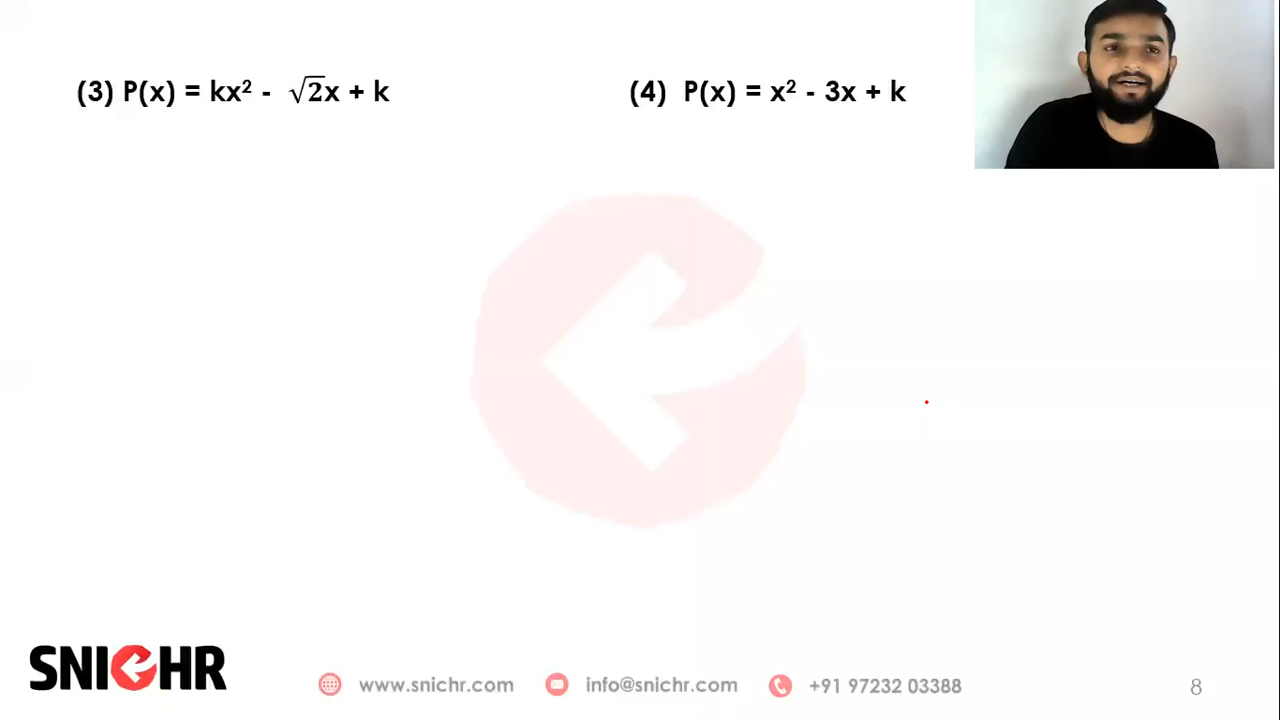 (3) P(x) = kx² - √2x + k
(4) P(x) = x² - 3x + k
SNICHR
www.snichr.com
info@snichr.com
+91 97232 03388
8